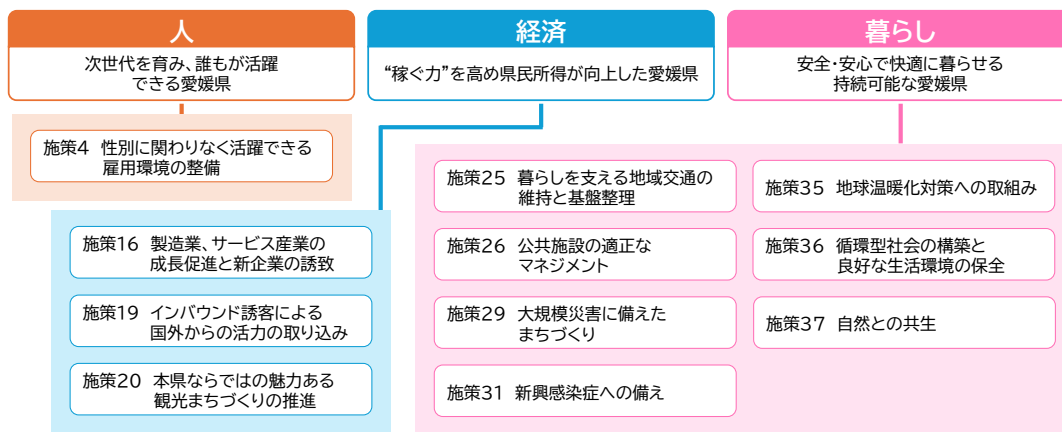 人
次世代を育み、誰もが活躍
できる愛媛県
経済
“稼ぐ力”を高め県民所得が向上した愛媛県
暮らし
安全・安心で快適に暮らせる
持続可能な愛媛県
施策4 性別に関わりなく活躍できる
雇用環境の整備
施策16 製造業、サービス産業の
成長促進と新企業の誘致
施策19 インバウンド誘客による
国外からの活力の取り込み
施策20 本県ならではの魅力ある
観光まちづくりの推進
施策25 暮らしを支える地域交通の
維持と基盤整理
施策26 公共施設の適正な
マネジメント
施策29 大規模災害に備えた
まちづくり
施策31 新興感染症への備え
施策35 地球温暖化対策への取組み
施策36 循環型社会の構築と
良好な生活環境の保全
施策37 自然との共生